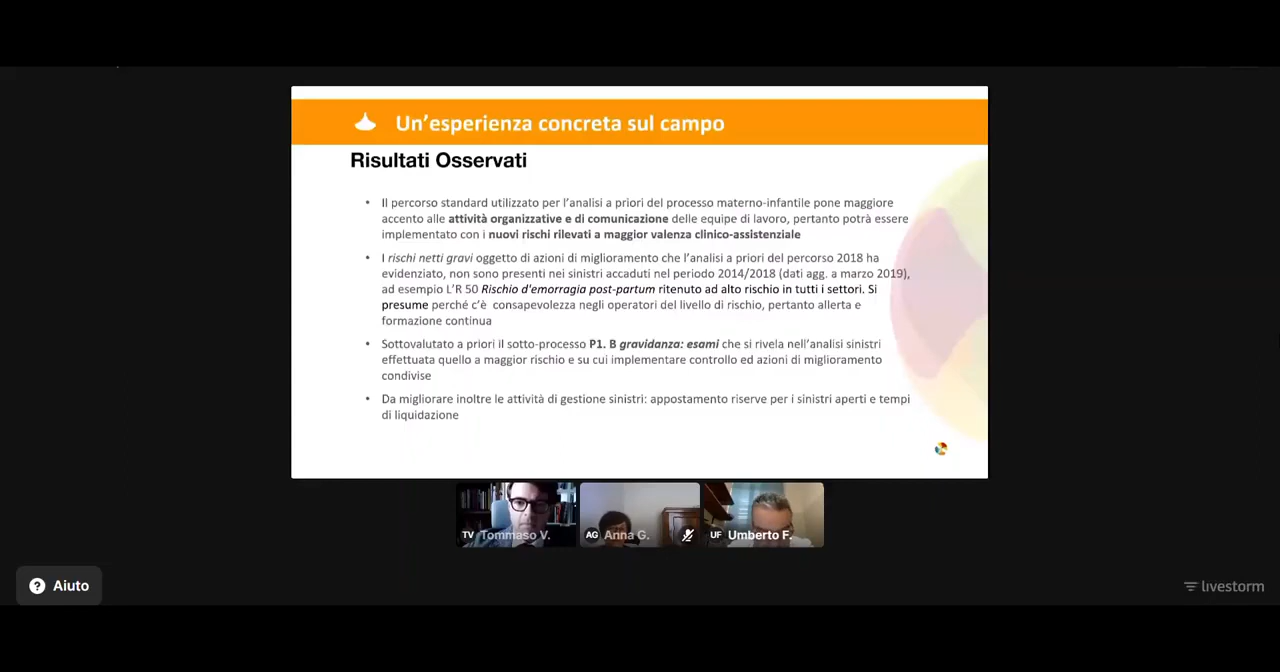 Un’esperienza concreta sul campo
Risultati Osservati
• Il percorso standard utilizzato per l’analisi a priori del processo materno-infantile pone maggiore
accento alle attività organizzative e di comunicazione delle equipe di lavoro, pertanto potrà essere
implementato con i nuovi rischi rilevati a maggior valenza clinico-assistenziale
• I rischi netti gravi oggetto di azioni di miglioramento che l’analisi a priori del percorso 2018 ha
evidenziato, non sono presenti nei sinistri accaduti nel periodo 2014/2018 (dati agg. a marzo 2019),
ad esempio L’R 50 Rischio d'emorragia post-partum ritenuto ad alto rischio in tutti i settori. Si
presume perché c’è consapevolezza negli operatori del livello di rischio, pertanto allerta e
formazione continua
• Sottovalutato a priori il sotto-processo P1. B gravidanza: esami che si rivela nell’analisi sinistri
effettuata quello a maggior rischio e su cui implementare controllo ed azioni di miglioramento
condivise
• Da migliorare inoltre le attività di gestione sinistri: appostamento riserve per i sinistri aperti e tempi
di liquidazione
TV Tommaso V.
AG Anna G.
UF Umberto F.
? Aiuto
livestorm